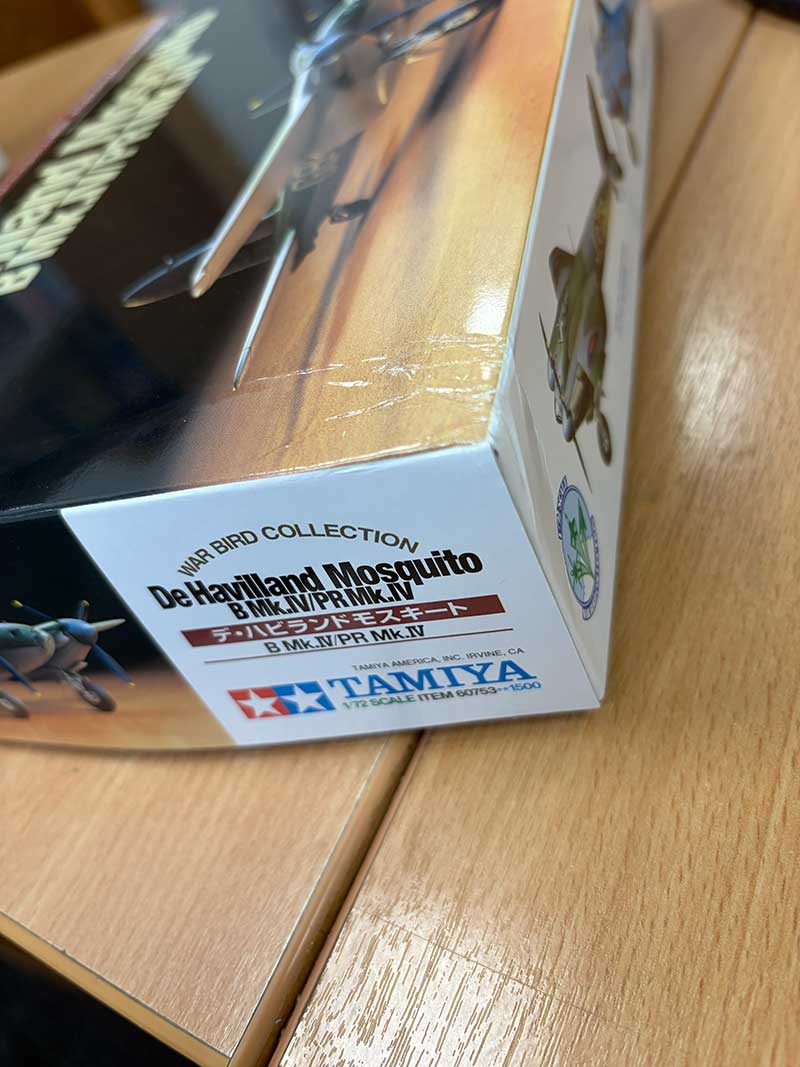 WAR BIRD COLLECTION
De Havilland Mosquito
B Mk.IV/PR Mk.IV
デ・ハビランド モスキート
B Mk.IV/PR Mk.IV
TAMIYA AMERICA, INC. IRVINE, CA
TAMIYA
1/72 SCALE ITEM 60753**1500